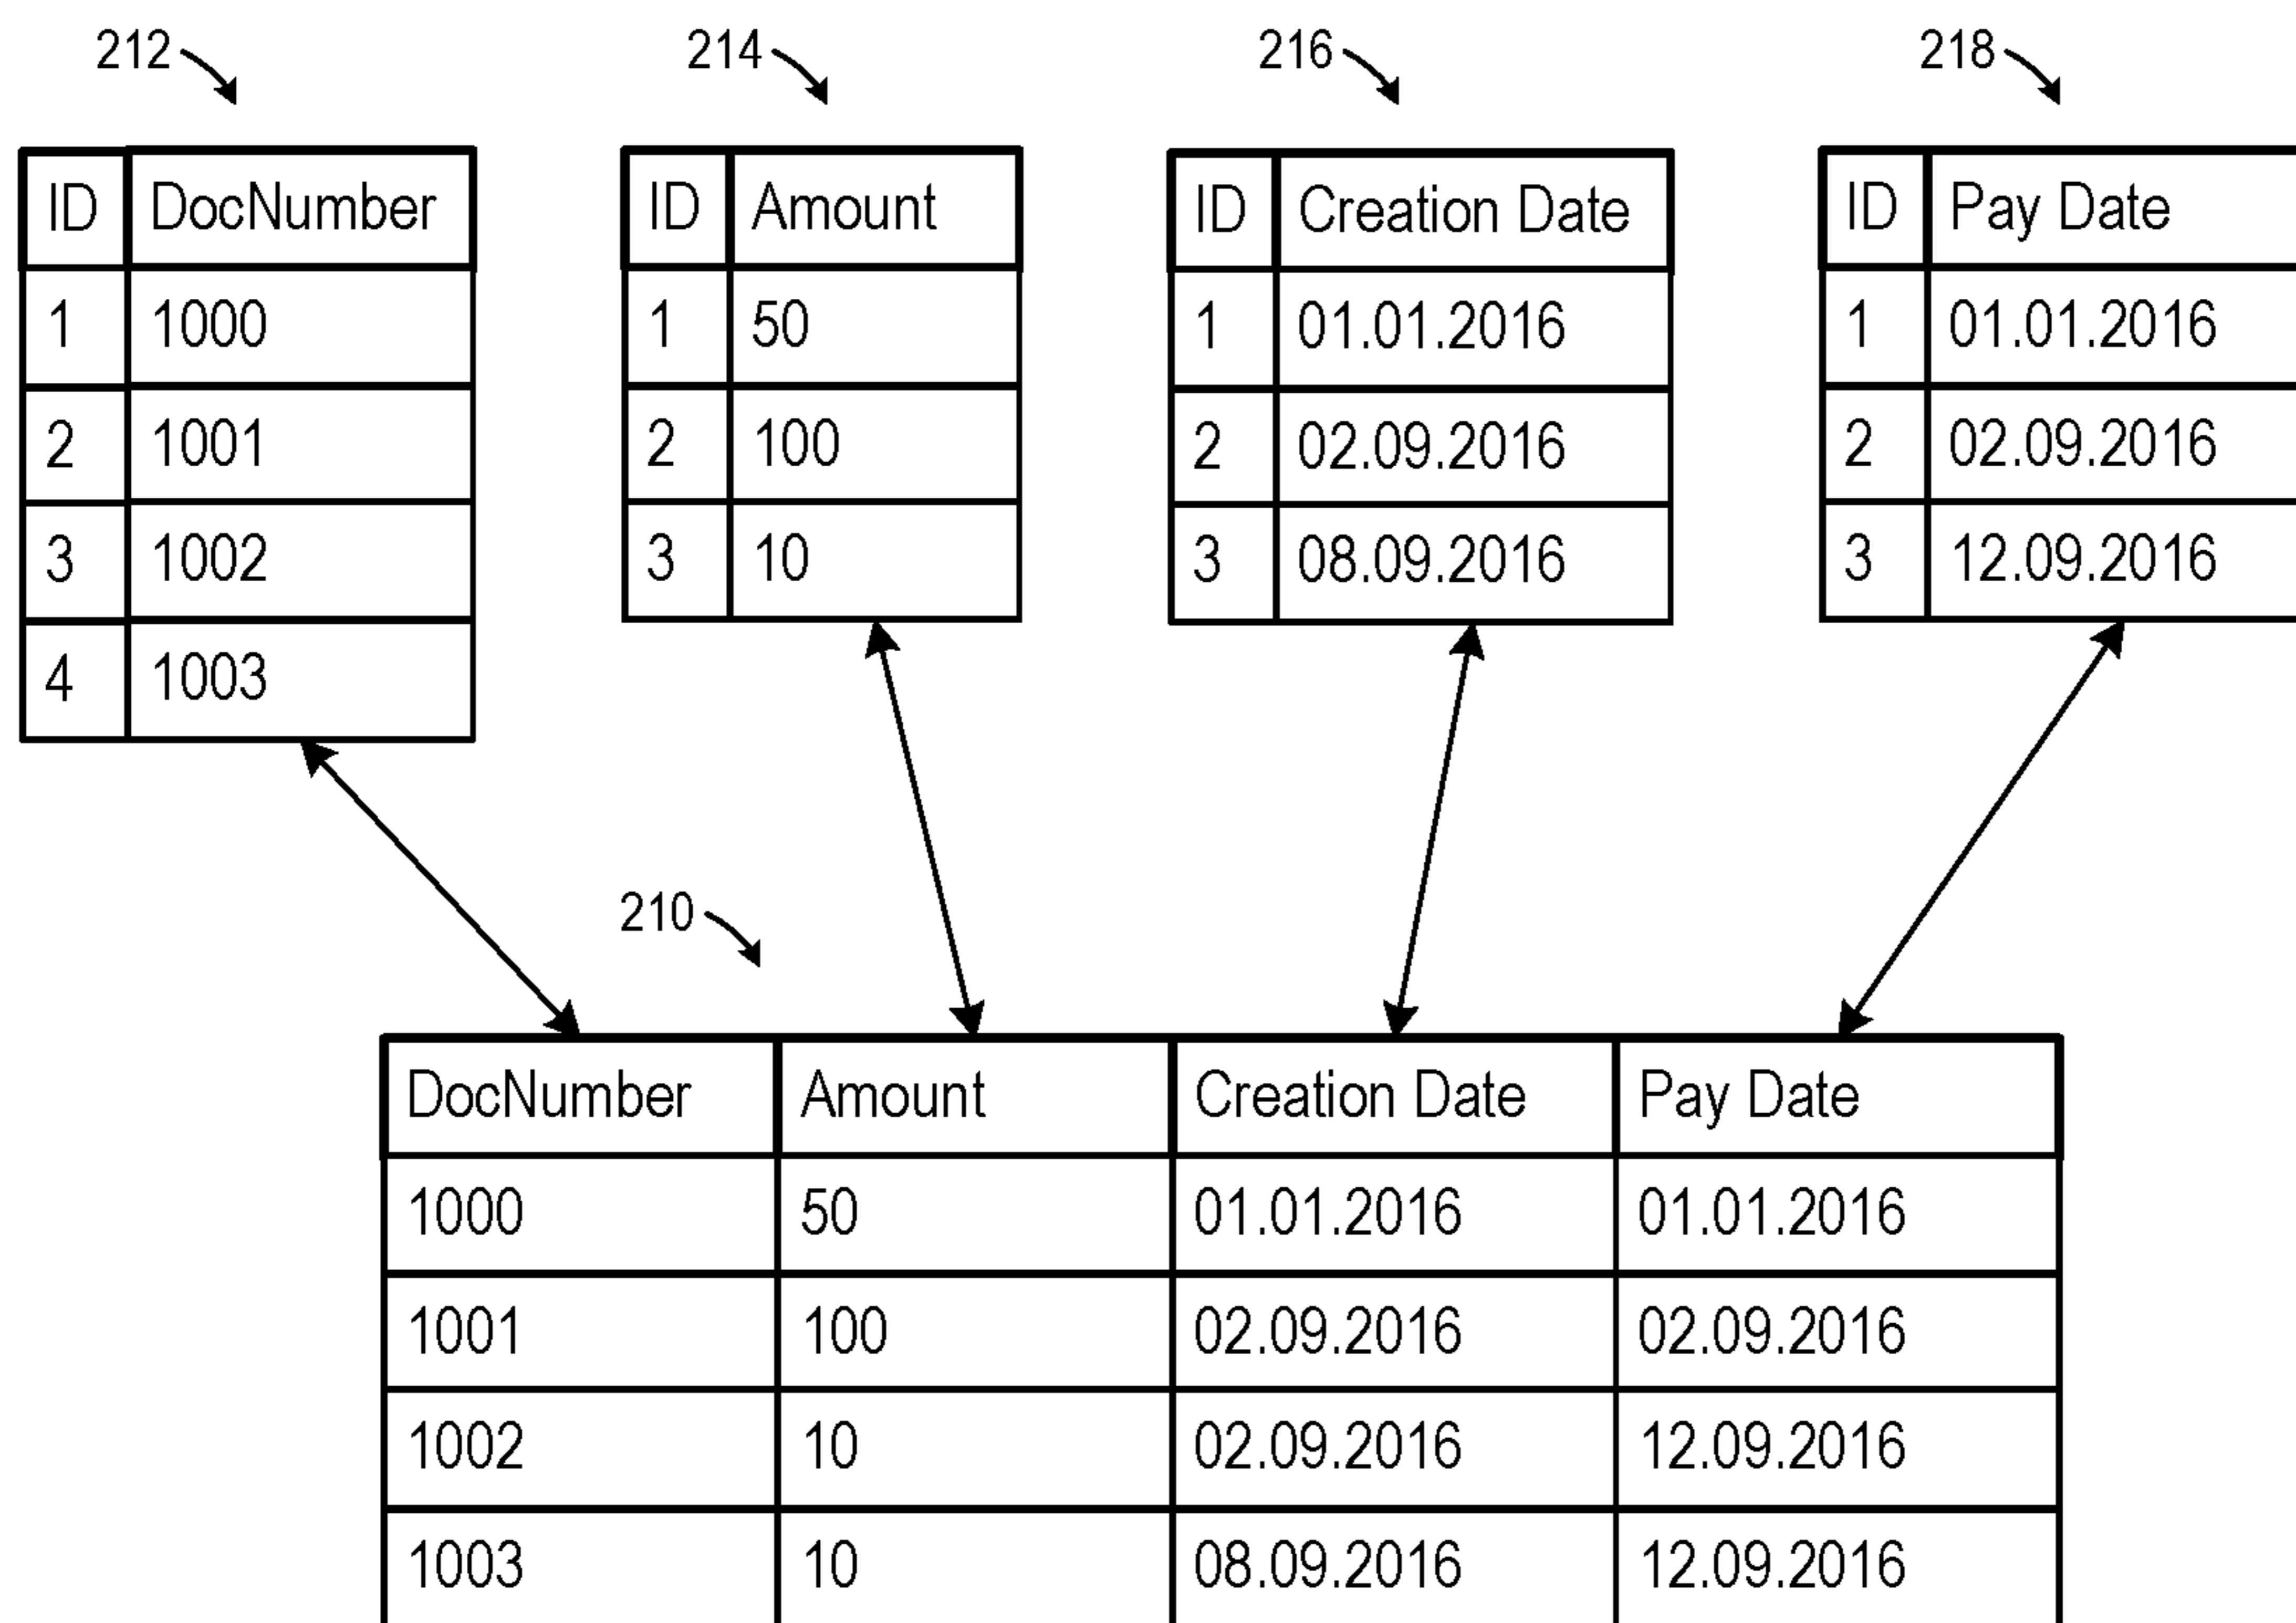 212 214 216 218
ID DocNumber ID Amount ID Creation Date ID Pay Date
1 1000 1 50 1 01.01.2016 1 01.01.2016
2 1001 2 100 2 02.09.2016 2 02.09.2016
3 1002 3 10 3 08.09.2016 3 12.09.2016
4 1003
210
DocNumber Amount Creation Date Pay Date
1000 50 01.01.2016 01.01.2016
1001 100 02.09.2016 02.09.2016
1002 10 02.09.2016 12.09.2016
1003 10 08.09.2016 12.09.2016